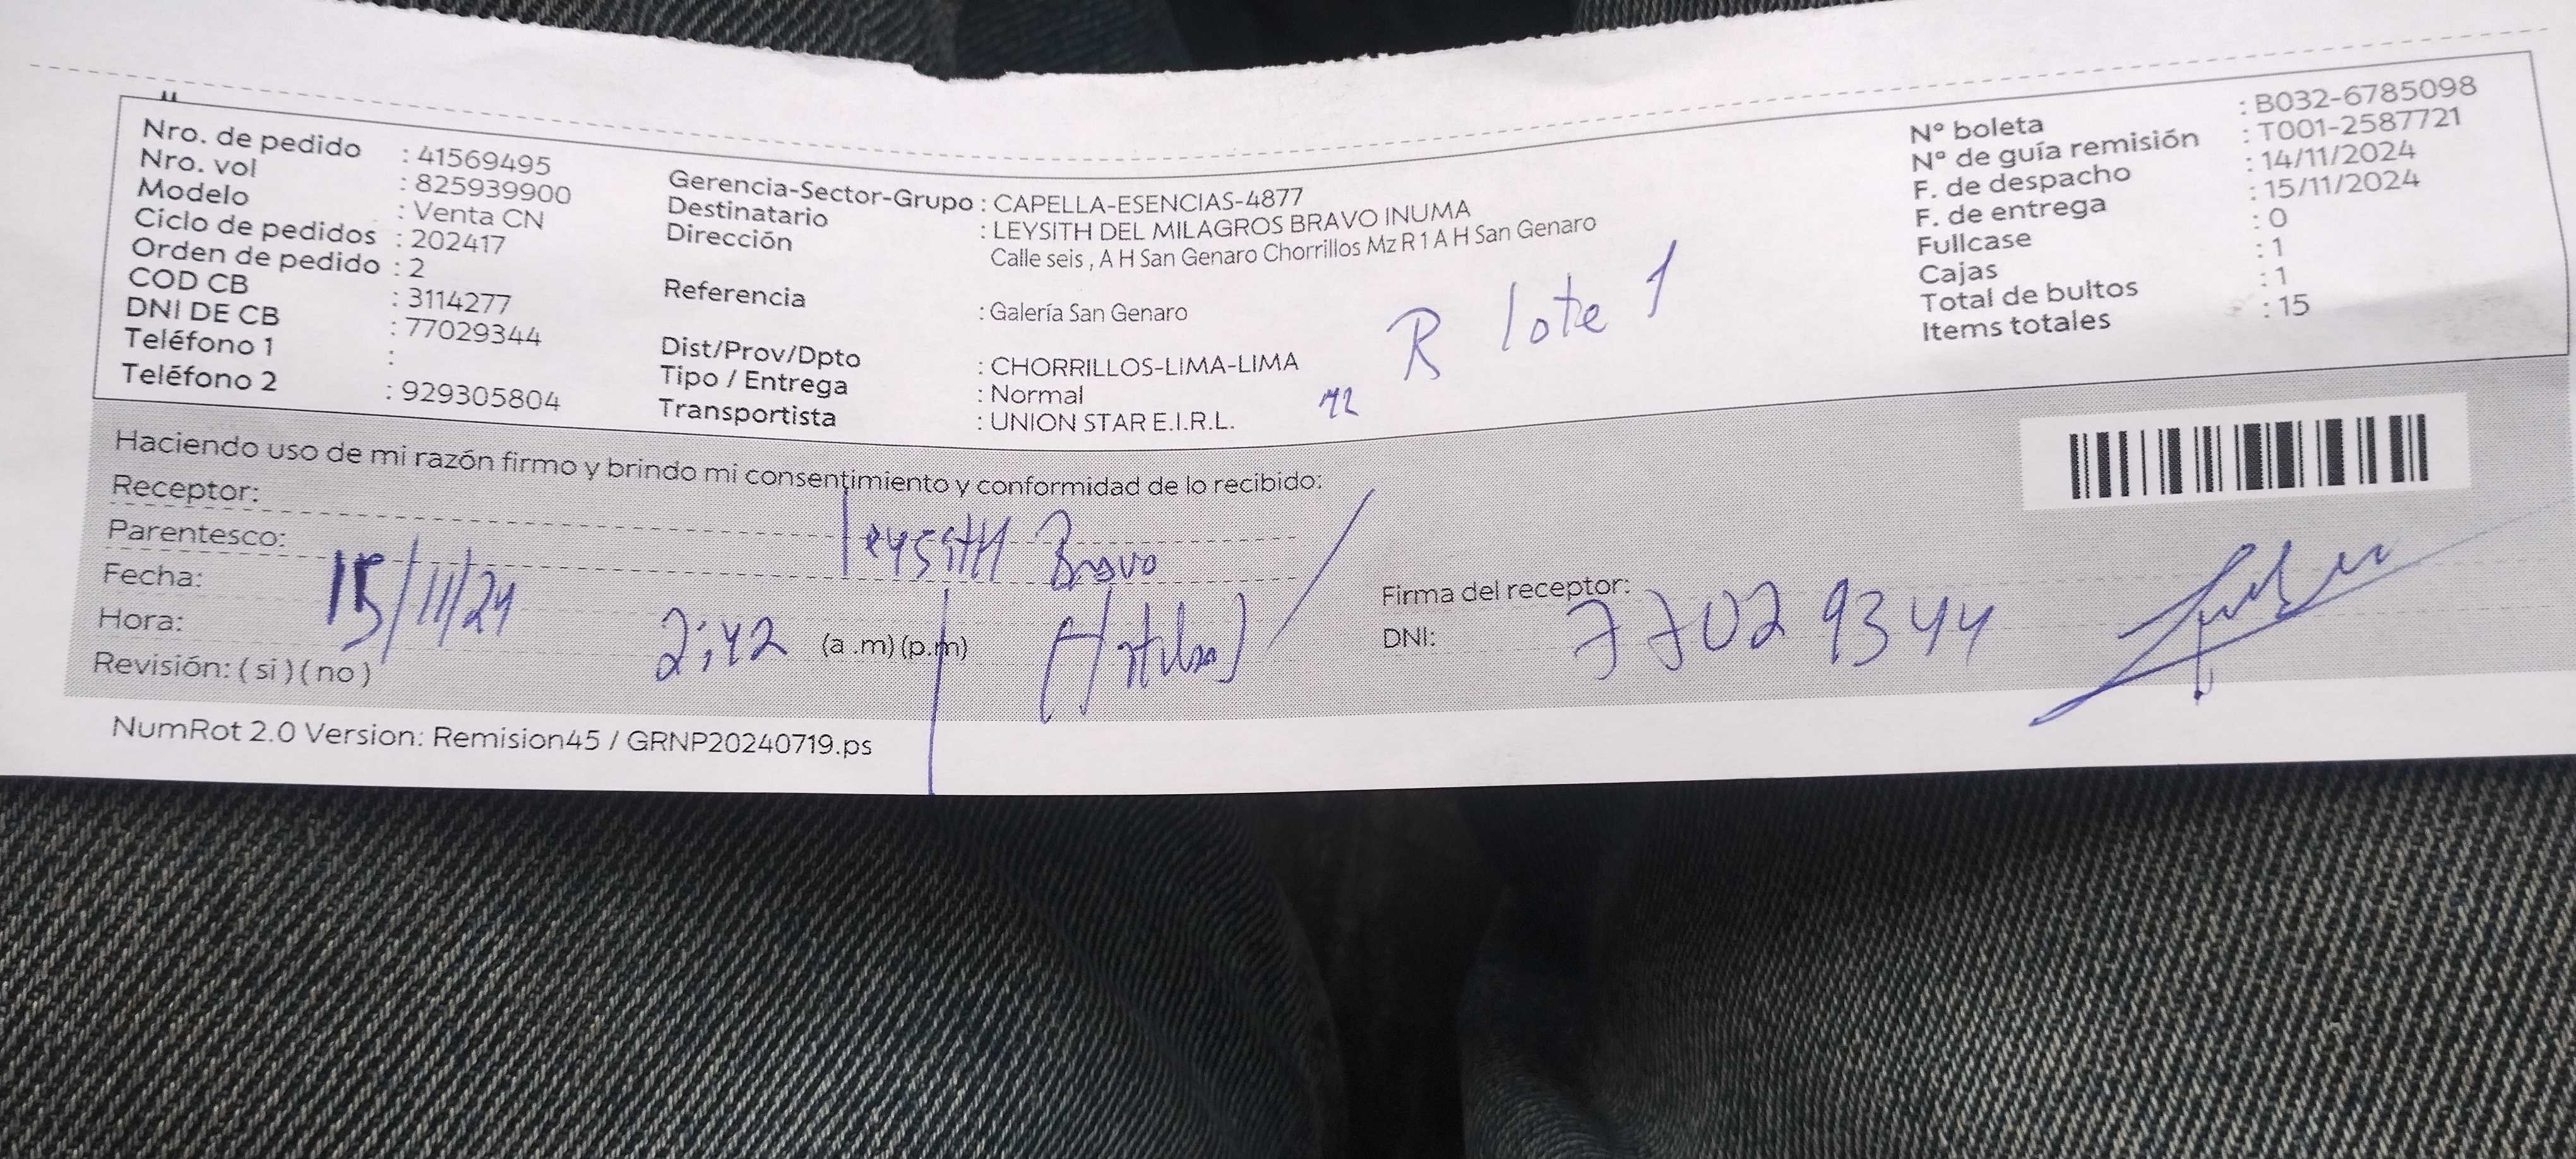 Nro. de pedido : 41569495
Nro. vol : 825939900
Modelo : Venta CN
Ciclo de pedidos : 202417
Orden de pedido : 2
COD CB : 3114277
DNI DE CB : 77029344
Teléfono 1 :
Teléfono 2 : 929305804
Gerencia-Sector-Grupo : CAPELLA-ESENCIAS-4877
Destinatario : LEYSITH DEL MILAGROS BRAVO INUMA
Dirección : Calle seis , A H San Genaro Chorrillos Mz R 1 A H San Genaro
Referencia : Galería San Genaro
Dist/Prov/Dpto : CHORRILLOS-LIMA-LIMA
Tipo / Entrega : Normal
Transportista : UNION STAR E.I.R.L.
R lote 1
N° boleta : B032-6785098
N° de guía remisión : T001-2587721
F. de despacho : 14/11/2024
F. de entrega : 15/11/2024
Fullcase : 0
Cajas : 1
Total de bultos : 1
Items totales : 15
Haciendo uso de mi razón firmo y brindo mi consentimiento y conformidad de lo recibido:
Receptor: leysitH Bravo
Parentesco:
Fecha: 15/11/24
Hora: 2:42 (a .m) (p.m)
Revisión: ( si ) ( no )
Firma del receptor:
DNI: 77029344
NumRot 2.0 Version: Remision45 / GRNP20240719.ps